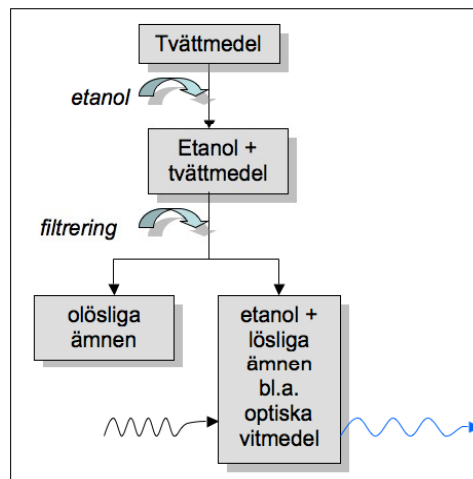 Tvättmedel
etanol
Etanol +
tvättmedel
filtrering
olösliga
ämnen
etanol +
lösliga
ämnen
bl.a.
optiska
vitmedel